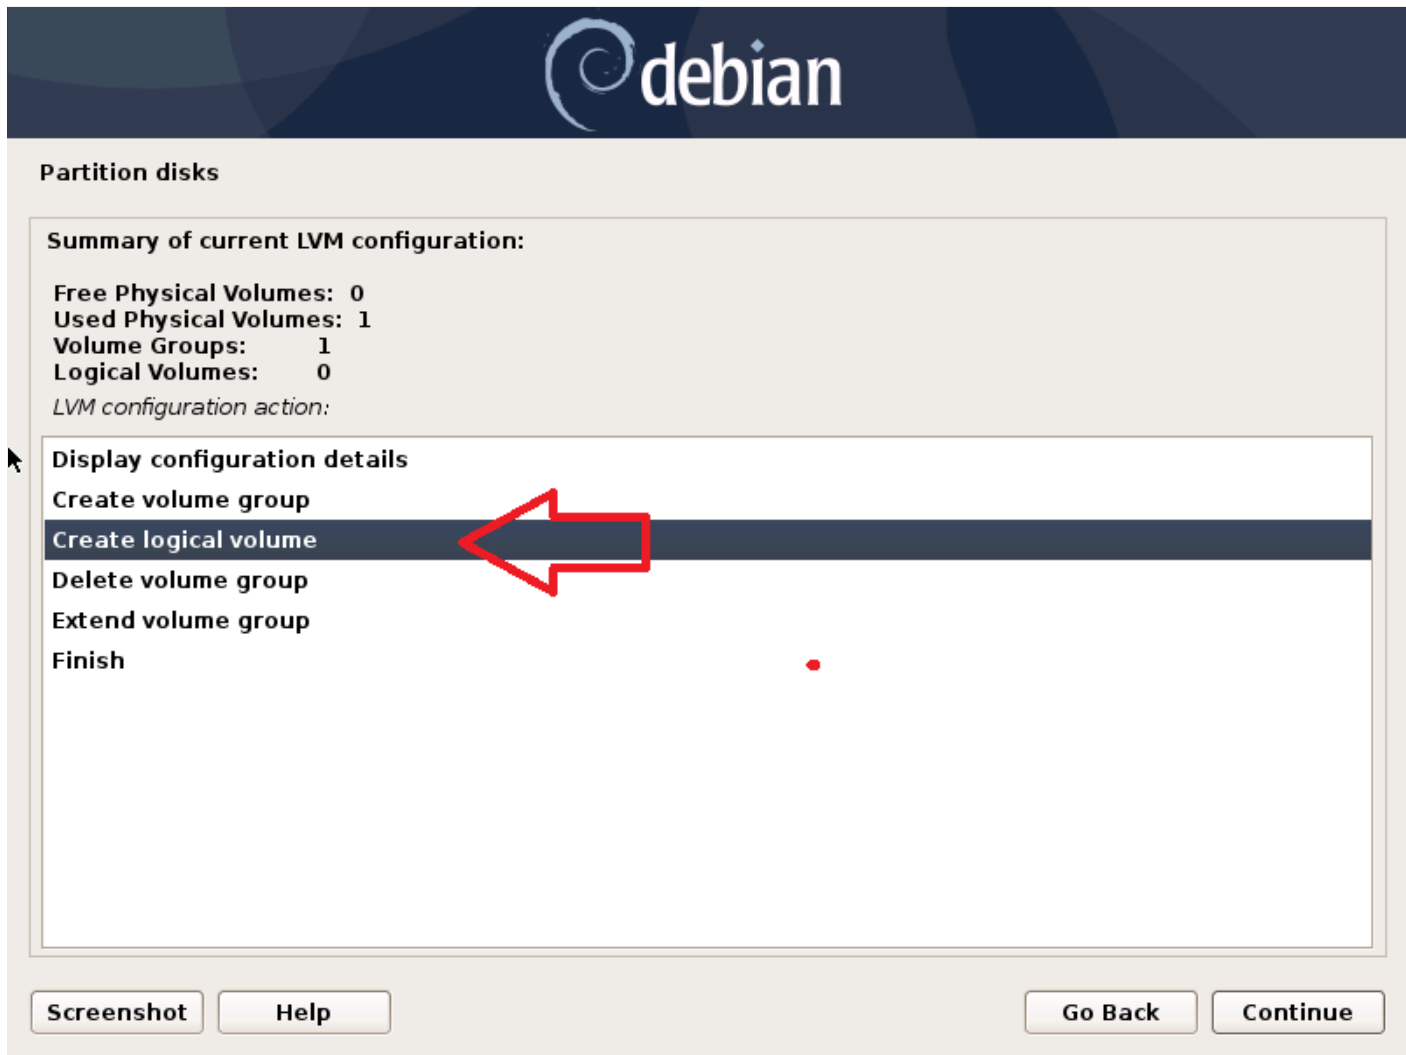 debian
Partition disks
Summary of current LVM configuration:
Free Physical Volumes: 0
Used Physical Volumes: 1
Volume Groups: 1
Logical Volumes: 0
LVM configuration action:
Display configuration details
Create volume group
Create logical volume
Delete volume group
Extend volume group
Finish
Screenshot Help Go Back Continue